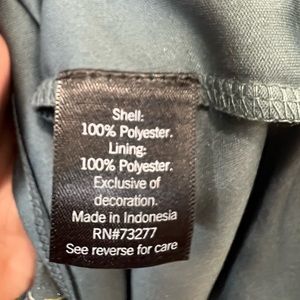 Shell:
100% Polyester.
Lining:
100% Polyester.
Exclusive of
decoration.
Made in Indonesia
RN#73277
See reverse for care